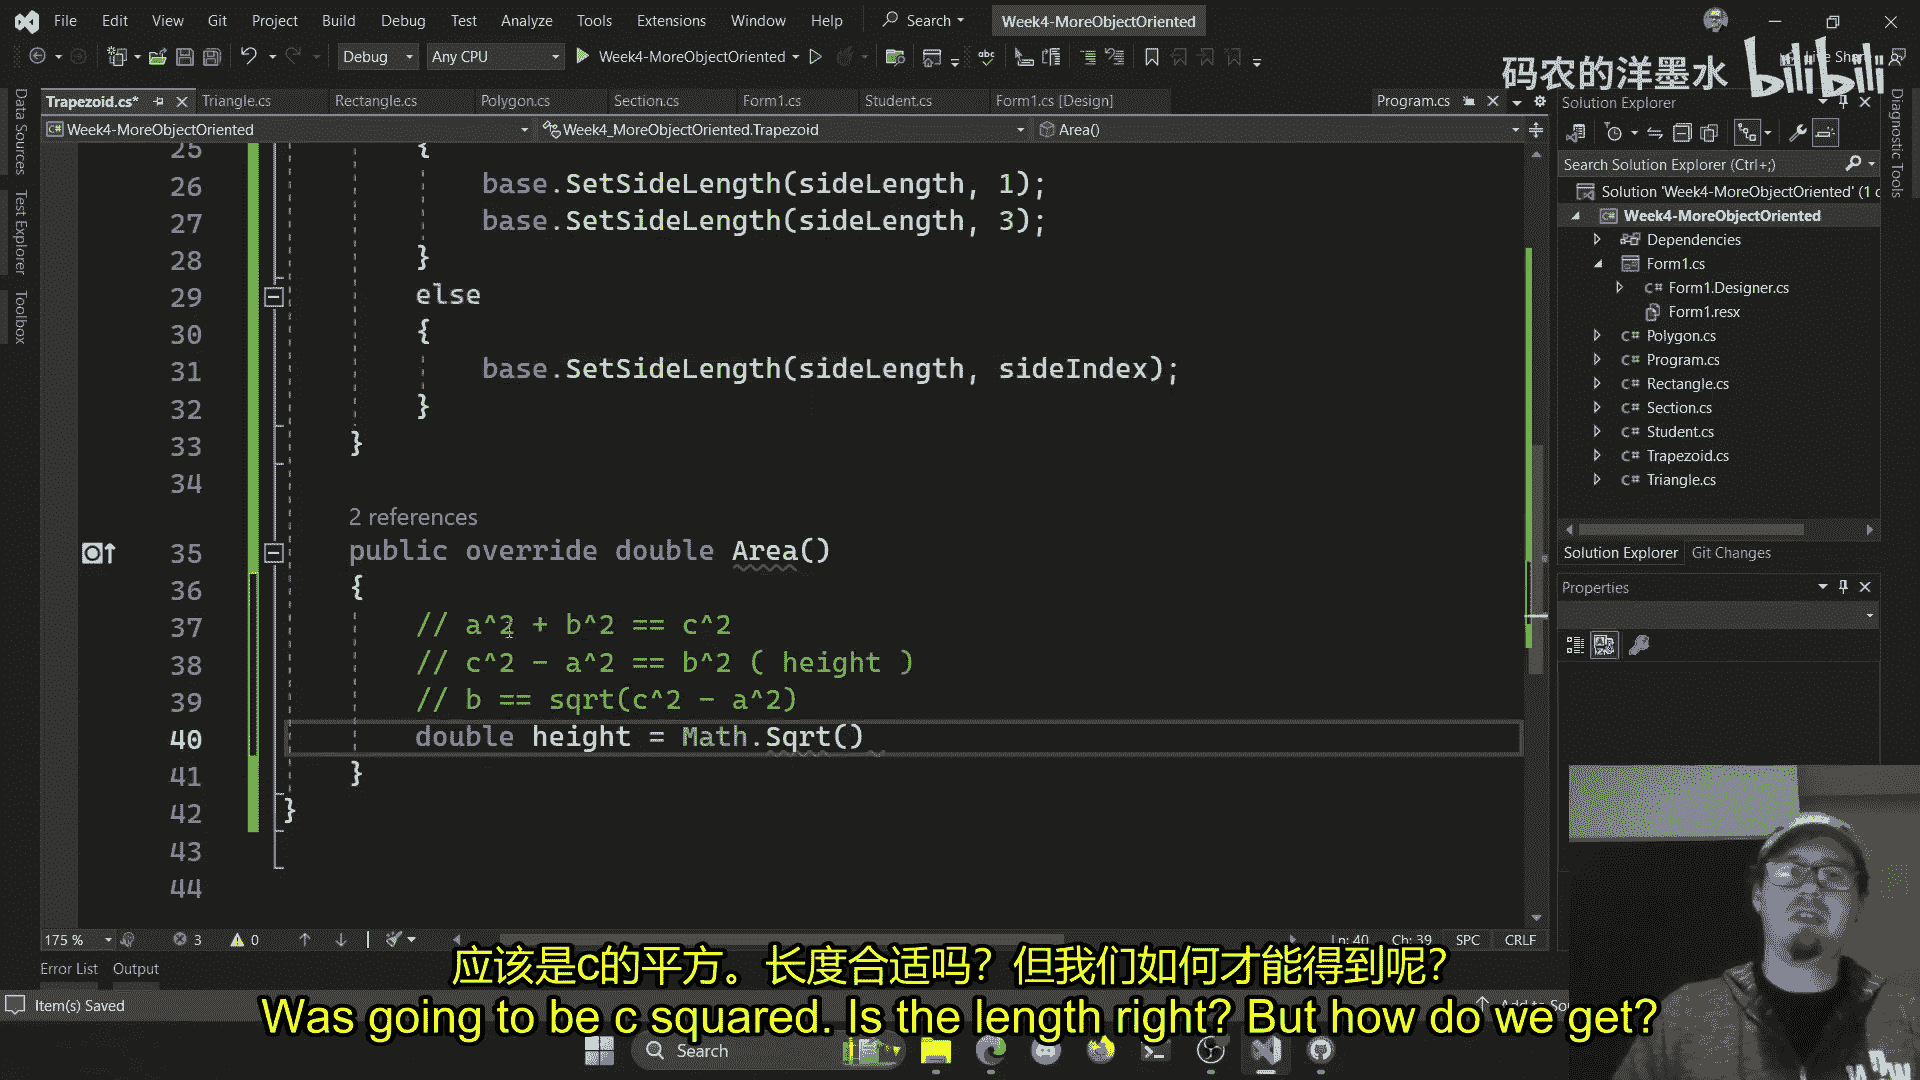 File Edit View Git Project Build Debug Test Analyze Tools Extensions Window Help Search Week4-MoreObjectOriented
Debug Any CPU Week4-MoreObjectOriented
码农的洋墨水 bilibili
Trapezoid.cs* Triangle.cs Rectangle.cs Polygon.cs Section.cs Form1.cs Student.cs Form1.cs [Design] Program.cs
Week4-MoreObjectOriented Week4_MoreObjectOriented.Trapezoid Area()
Data Sources
Test Explorer
Toolbox
25 {
26 base.SetSideLength(sideLength, 1);
27 base.SetSideLength(sideLength, 3);
28 }
29 else
30 {
31 base.SetSideLength(sideLength, sideIndex);
32 }
33 }
34
2 references
35 public override double Area()
36 {
37 // a^2 + b^2 == c^2
38 // c^2 - a^2 == b^2 ( height )
39 // b == sqrt(c^2 - a^2)
40 double height = Math.Sqrt()
41 }
42 }
43
44
175 % 3 0 Ln: 40 Ch: 39 SPC CRLF
Error List Output
Item(s) Saved
Solution Explorer
Search Solution Explorer (Ctrl+;)
Solution 'Week4-MoreObjectOriented' (1
Week4-MoreObjectOriented
Dependencies
Form1.cs
C# Form1.Designer.cs
Form1.resx
C# Polygon.cs
C# Program.cs
C# Rectangle.cs
C# Section.cs
C# Student.cs
C# Trapezoid.cs
C# Triangle.cs
Solution Explorer Git Changes
Properties
Diagnostic Tools
应该是c的平方。长度合适吗？但我们如何才能得到呢？
Was going to be c squared. Is the length right? But how do we get?
Search